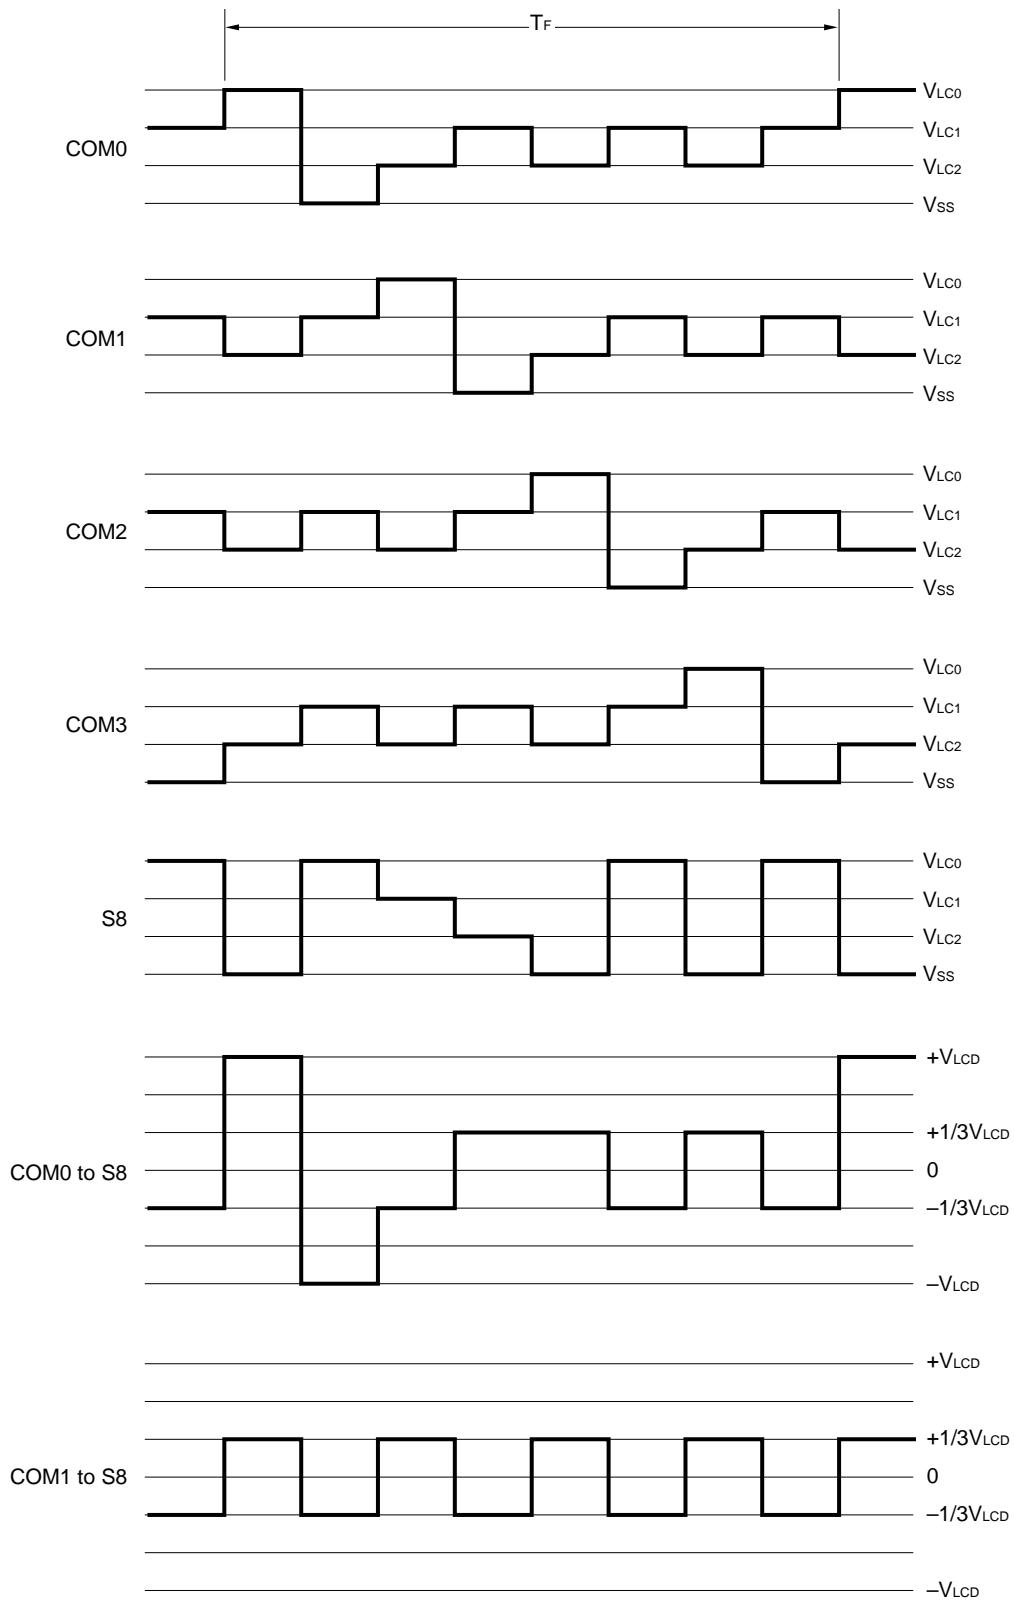 TF
COM0
VLC0
VLC1
VLC2
VSS
COM1
VLC0
VLC1
VLC2
VSS
COM2
VLC0
VLC1
VLC2
VSS
COM3
VLC0
VLC1
VLC2
VSS
S8
VLC0
VLC1
VLC2
VSS
COM0 to S8
+VLCD
+1/3VLCD
0
–1/3VLCD
–VLCD
COM1 to S8
+VLCD
+1/3VLCD
0
–1/3VLCD
–VLCD